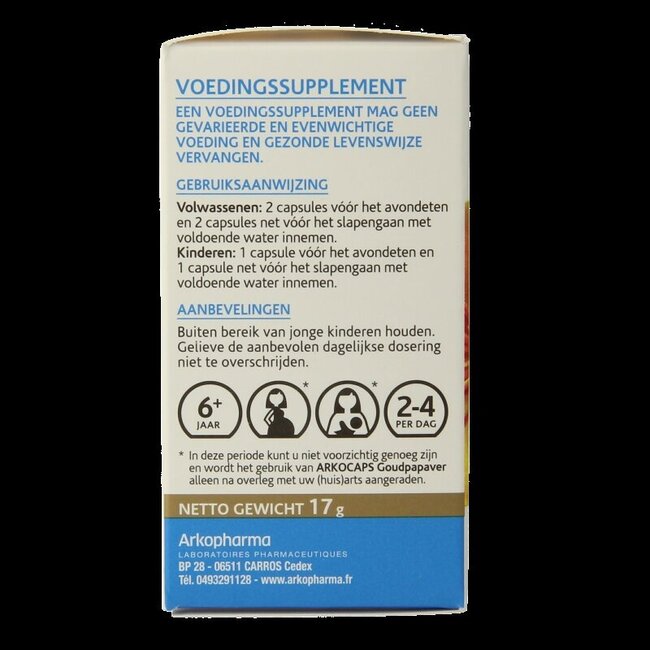 VOEDINGSSUPPLEMENT
EEN VOEDINGSSUPPLEMENT MAG GEEN
GEVARIEERDE EN EVENWICHTIGE
VOEDING EN GEZONDE LEVENSWIJZE
VERVANGEN.
GEBRUIKSAANWIJZING
Volwassenen: 2 capsules vóór het avondeten
en 2 capsules net vóór het slapengaan met
voldoende water innemen.
Kinderen: 1 capsule vóór het avondeten en
1 capsule net vóór het slapengaan met
voldoende water innemen.
AANBEVELINGEN
Buiten bereik van jonge kinderen houden.
Gelieve de aanbevolen dagelijkse dosering
niet te overschrijden.
6+ JAAR * * 2-4 PER DAG
* In deze periode kunt u niet voorzichtig genoeg zijn
en wordt het gebruik van ARKOCAPS Goudpapaver
alleen na overleg met uw (huis)arts aangeraden.
NETTO GEWICHT 17 g
Arkopharma
LABORATOIRES PHARMACEUTIQUES
BP 28 - 06511 CARROS Cedex
Tél. 0493291128 - www.arkopharma.fr